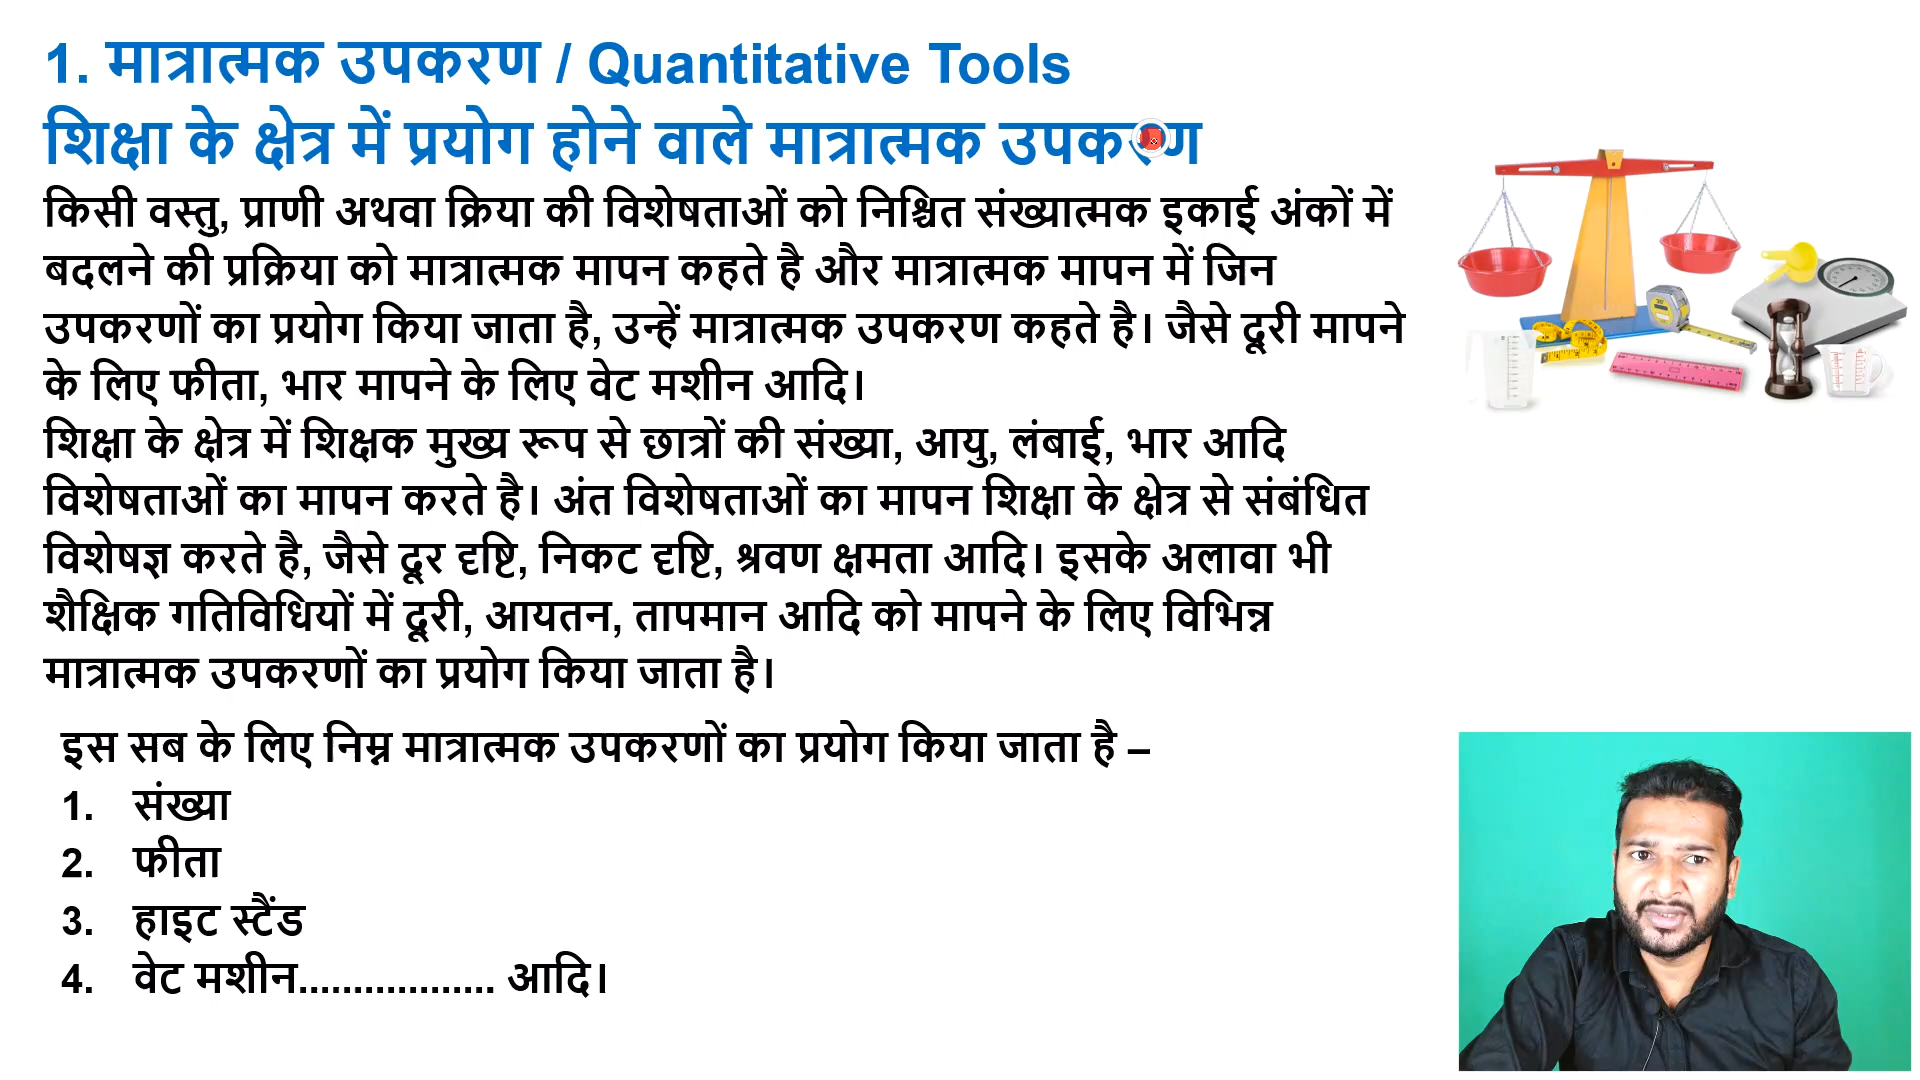 1. मात्रात्मक उपकरण / Quantitative Tools
शिक्षा के क्षेत्र में प्रयोग होने वाले मात्रात्मक उपकरण
किसी वस्तु, प्राणी अथवा क्रिया की विशेषताओं को निश्चित संख्यात्मक इकाई अंकों में
बदलने की प्रक्रिया को मात्रात्मक मापन कहते है और मात्रात्मक मापन में जिन
उपकरणों का प्रयोग किया जाता है, उन्हें मात्रात्मक उपकरण कहते है। जैसे दूरी मापने
के लिए फीता, भार मापने के लिए वेट मशीन आदि।
शिक्षा के क्षेत्र में शिक्षक मुख्य रूप से छात्रों की संख्या, आयु, लंबाई, भार आदि
विशेषताओं का मापन करते है। अंत विशेषताओं का मापन शिक्षा के क्षेत्र से संबंधित
विशेषज्ञ करते है, जैसे दूर दृष्टि, निकट दृष्टि, श्रवण क्षमता आदि। इसके अलावा भी
शैक्षिक गतिविधियों में दूरी, आयतन, तापमान आदि को मापने के लिए विभिन्न
मात्रात्मक उपकरणों का प्रयोग किया जाता है।
इस सब के लिए निम्न मात्रात्मक उपकरणों का प्रयोग किया जाता है –
1. संख्या
2. फीता
3. हाइट स्टैंड
4. वेट मशीन.................. आदि।